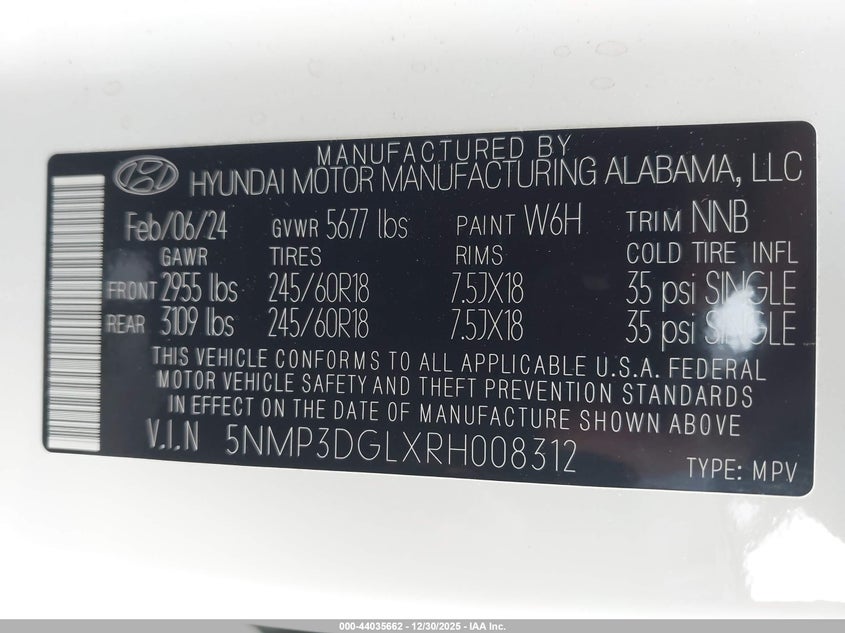 MANUFACTURED BY
HYUNDAI MOTOR MANUFACTURING ALABAMA, LLC
Feb/06/24 GVWR 5677 lbs PAINT W6H TRIM NNB
GAWR TIRES RIMS COLD TIRE INFL
FRONT 2955 lbs 245/60R18 7.5JX18 35 psi SINGLE
REAR 3109 lbs 245/60R18 7.5JX18 35 psi SINGLE
THIS VEHICLE CONFORMS TO ALL APPLICABLE U.S.A. FEDERAL
MOTOR VEHICLE SAFETY AND THEFT PREVENTION STANDARDS
IN EFFECT ON THE DATE OF MANUFACTURE SHOWN ABOVE
V.I.N 5NMP3DGLXRH008312
TYPE: MPV
000-44035662 - 12/30/2025 - IAA Inc.